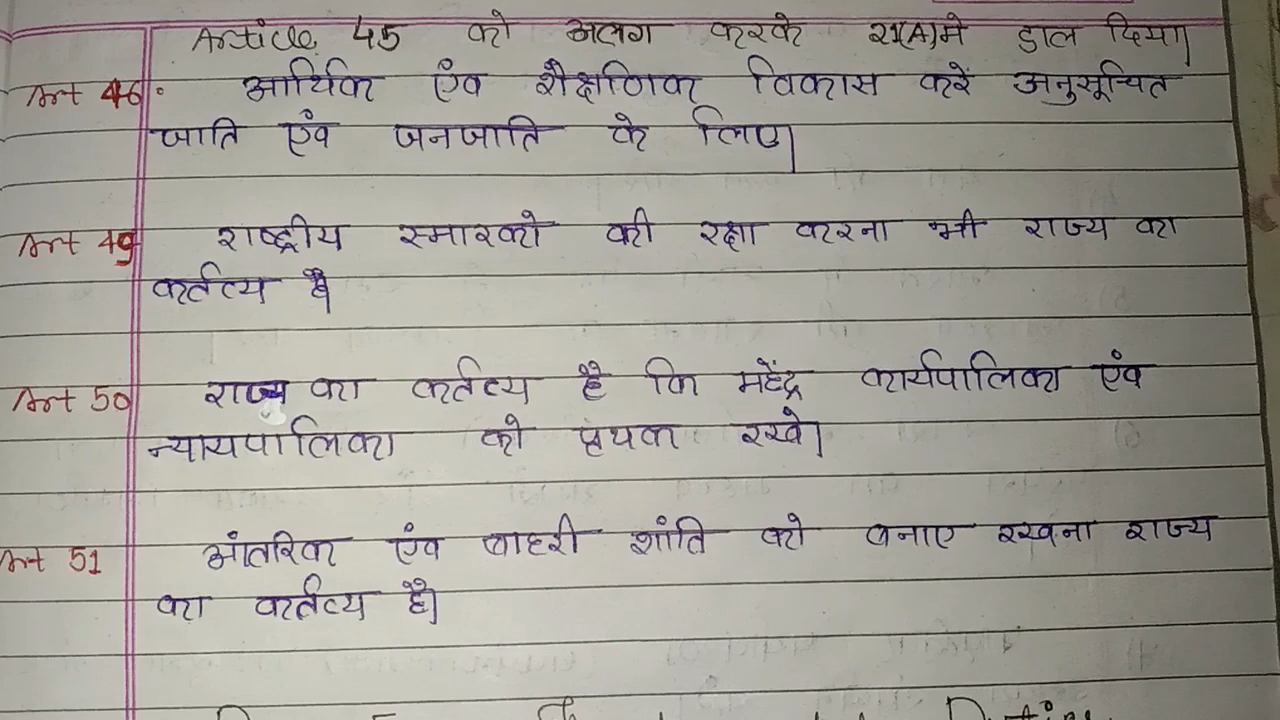 Article 45 को अलग करके 21(A)मे डाल दिया|
Art 46. आर्थिक एंव शैक्षणिक विकास करें अनुसूचित
जाति एंव जनजाति के लिए|
Art 49 राष्ट्रीय स्मारको की रक्षा करना भी राज्य का
कर्तव्य है|
Art 50 राज्य का कर्तव्य है कि महेंद्र कार्यपालिका एंव
न्यायपालिका को प्रथक रखे|
Art 51 आंतरिक एंव बाहरी शांति को बनाए रखना राज्य
का कर्तव्य है|